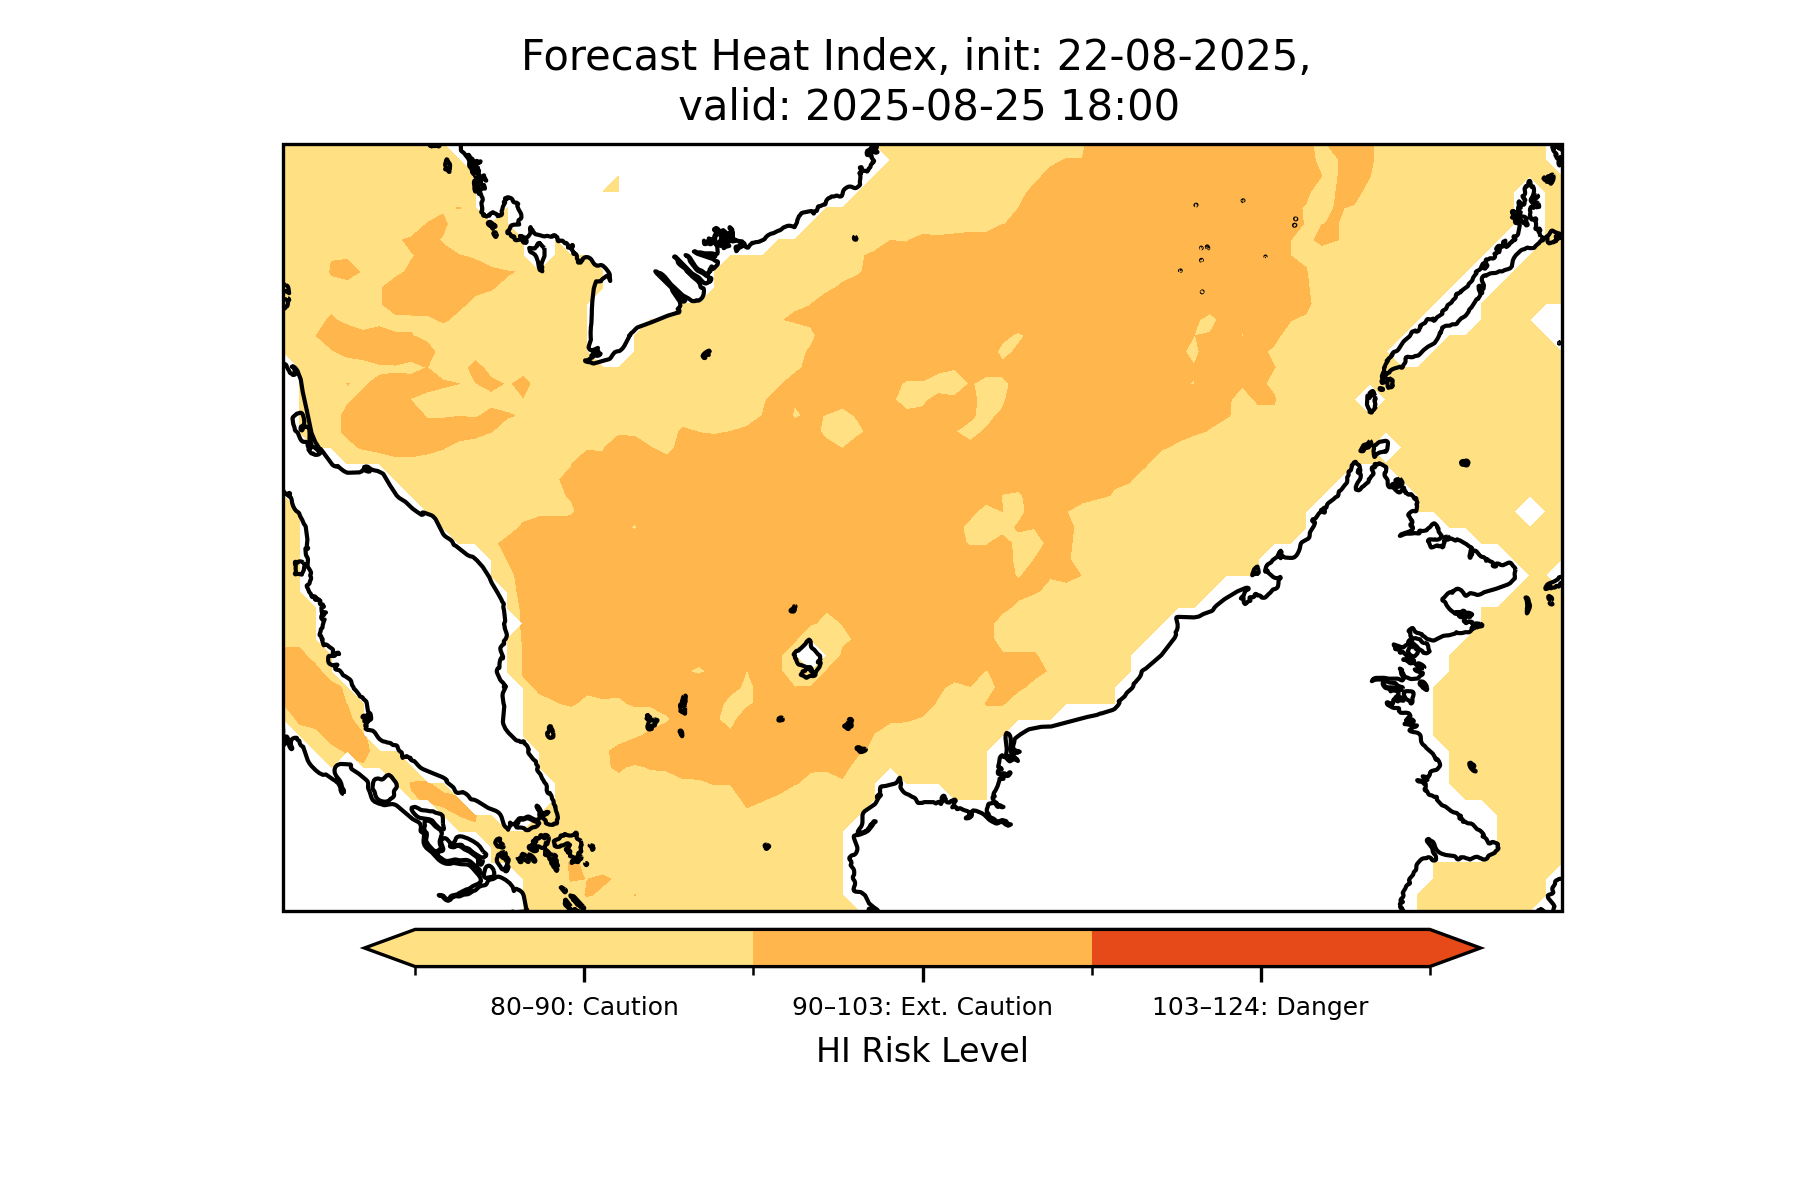 Forecast Heat Index, init: 22-08-2025,
valid: 2025-08-25 18:00
80–90: Caution
90–103: Ext. Caution
103–124: Danger
HI Risk Level